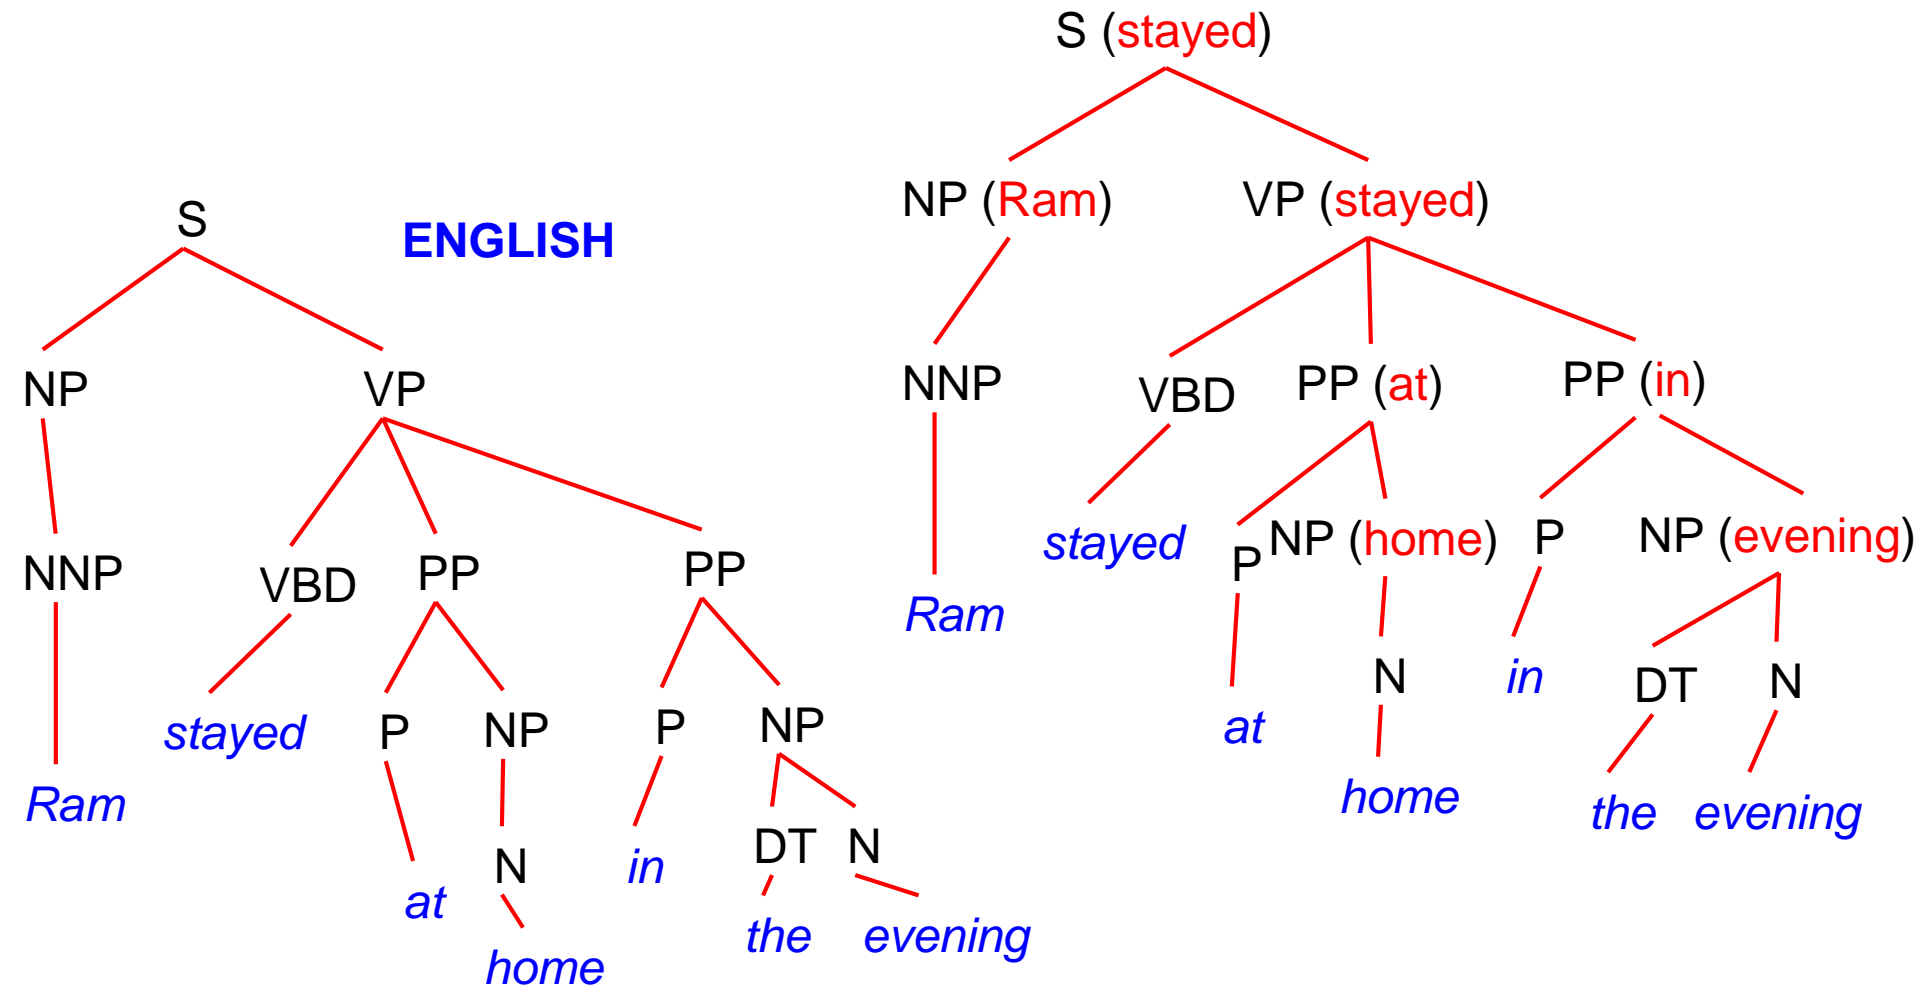 S (stayed)
NP (Ram) VP (stayed)
S ENGLISH
NP VP
NNP VBD PP (at) PP (in)
NNP VBD PP PP
stayed P NP (home) P NP (evening)
Ram
stayed P NP P NP
at N in DT N
Ram
home the evening
at N in DT N
home the evening